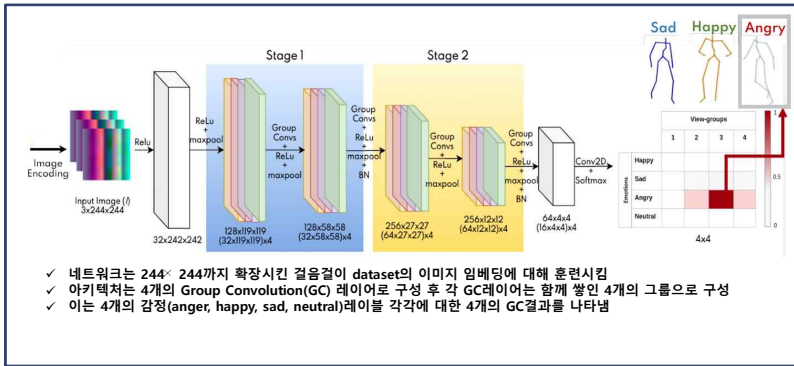 Sad Happy Angry
Stage 1 Stage 2
View-groups
1 2 3 4
Image
Encoding
Input Image (I)
3x244x244
Relu
32x242x242
ReLu
+
maxpool
128x119x119
(32x119x119)x4
Group
Convs
+
ReLu
+
maxpool
128x58x58
(32x58x58)x4
Group
Convs
+
ReLu
+
maxpool
+
BN
256x27x27
(64x27x27)x4
Group
Convs
+
ReLu
+
maxpool
256x12x12
(64x12x12)x4
Group
Convs
+
ReLu
+
maxpool
+
BN
64x4x4
(16x4x4)x4
Conv2D
+
Softmax
Emotions
Happy
Sad
Angry
Neutral
1
0.5
0
4x4
✓ 네트워크는 244× 244까지 확장시킨 걸음걸이 dataset의 이미지 임베딩에 대해 훈련시킴
✓ 아키텍처는 4개의 Group Convolution(GC) 레이어로 구성 후 각 GC레이어는 함께 쌓인 4개의 그룹으로 구성
✓ 이는 4개의 감정(anger, happy, sad, neutral)레이블 각각에 대한 4개의 GC결과를 나타냄